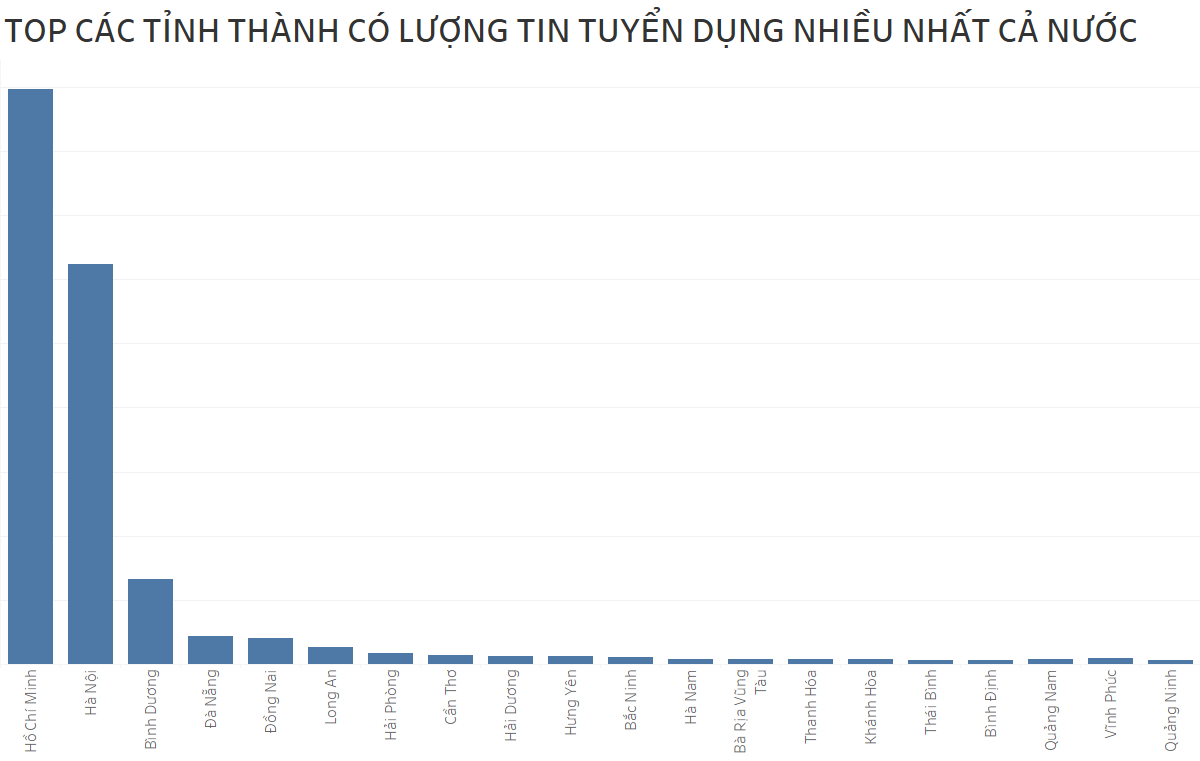 TOP CÁC TỈNH THÀNH CÓ LƯỢNG TIN TUYỂN DỤNG NHIỀU NHẤT CẢ NƯỚC
Hồ Chí Minh
Hà Nội
Bình Dương
Đà Nẵng
Đồng Nai
Long An
Hải Phòng
Cần Thơ
Hải Dương
Hưng Yên
Bắc Ninh
Hà Nam
Bà Rịa Vũng
Tàu
Thanh Hóa
Khánh Hòa
Thái Bình
Bình Định
Quảng Nam
Vĩnh Phúc
Quảng Ninh